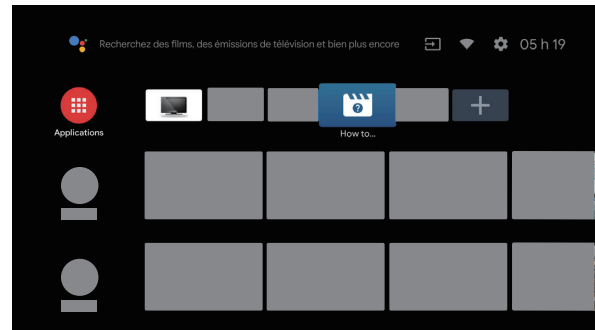 Recherchez des films, des émissions de télévision et bien plus encore
05 h 19
Applications
?
How to...